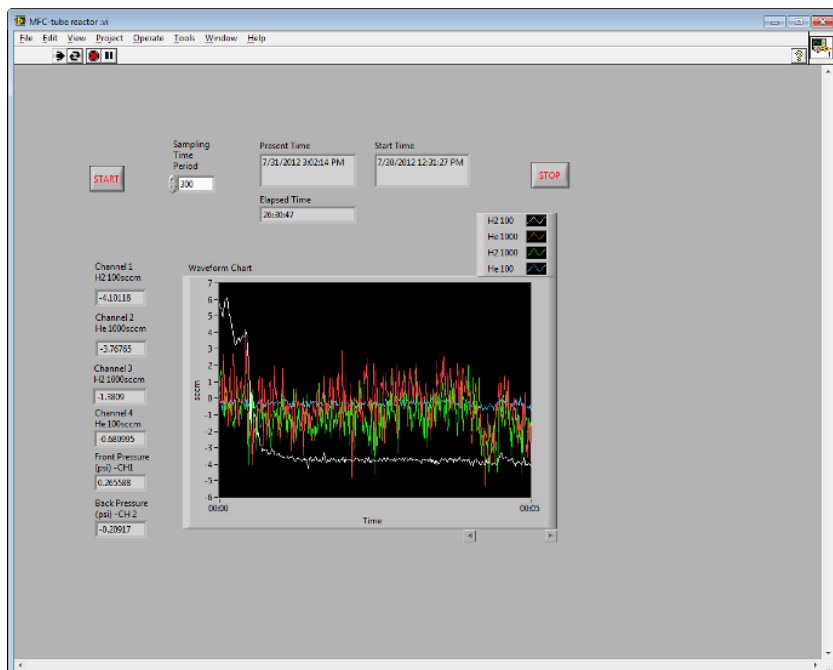 MFC-tube reactor .vi
File Edit View Project Operate Tools Window Help
1
Sampling
Time
Period
300
Present Time
7/31/2012 3:02:14 PM
Start Time
7/30/2012 12:31:27 PM
START
STOP
Elapsed Time
26:30:47
H2 100
He 1000
H2 1000
He 100
Channel 1
H2 100sccm
-4.10118
Channel 2
He 1000sccm
-3.76765
Channel 3
H2 1000sccm
-1.3809
Channel 4
He 100sccm
-0.680995
Front Pressure
(psi) -CH1
0.265588
Back Pressure
(psi) -CH 2
-0.20917
Waveform Chart
7
6
5
4
3
2
1
0
-1
-2
-3
-4
-5
-6
sccm
00:00
00:05
Time